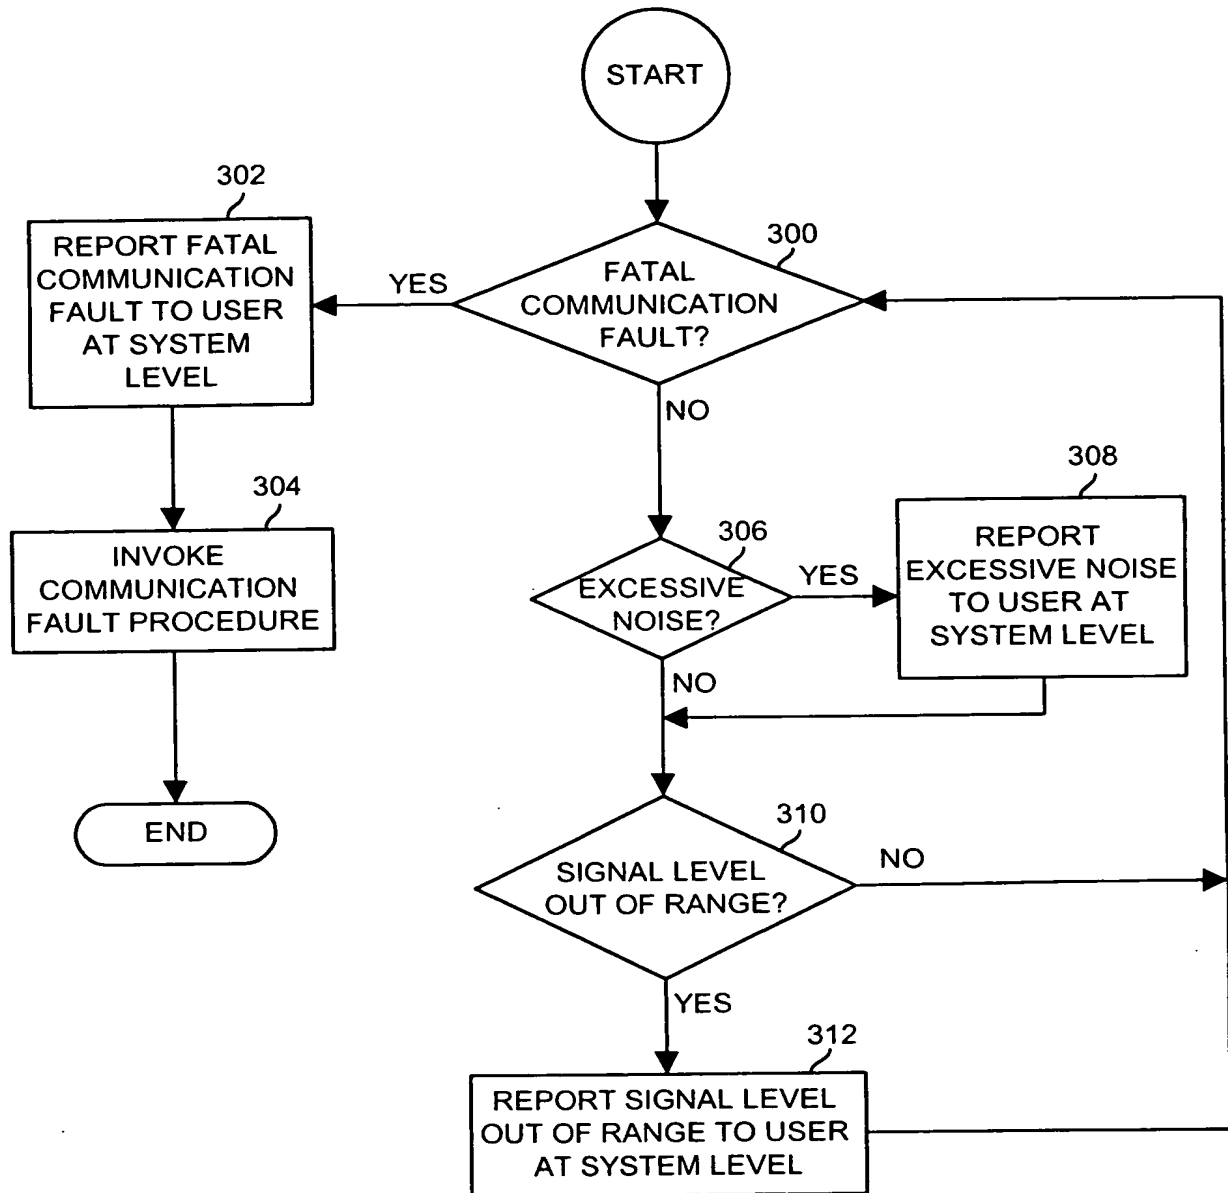 START
302
REPORT FATAL
COMMUNICATION
FAULT TO USER
AT SYSTEM
LEVEL
YES
300
FATAL
COMMUNICATION
FAULT?
NO
304
INVOKE
COMMUNICATION
FAULT PROCEDURE
END
306
EXCESSIVE
NOISE?
YES
308
REPORT
EXCESSIVE NOISE
TO USER AT
SYSTEM LEVEL
NO
310
SIGNAL LEVEL
OUT OF RANGE?
NO
YES
312
REPORT SIGNAL LEVEL
OUT OF RANGE TO USER
AT SYSTEM LEVEL